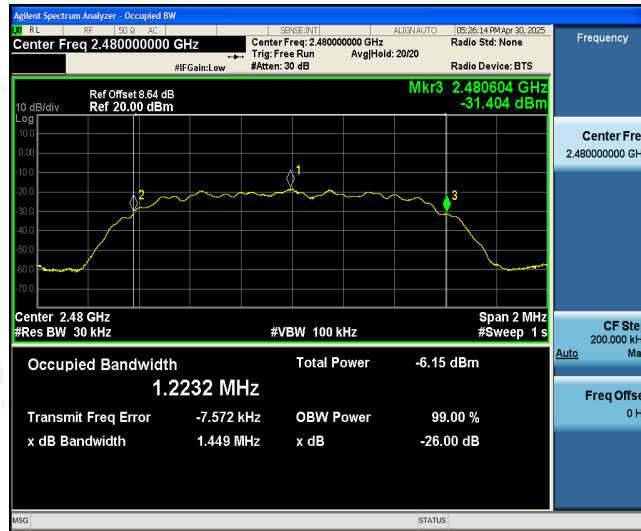 Agilent Spectrum Analyzer - Occupied BW
LXI RL RF 50 Ω AC SENSE:INT ALIGN AUTO 05:26:14 PM Apr 30, 2025
Center Freq 2.480000000 GHz
Center Freq: 2.480000000 GHz
Radio Std: None
Trig: Free Run Avg|Hold: 20/20
#IFGain:Low
#Atten: 30 dB
Radio Device: BTS
Frequency
Ref Offset 8.64 dB
Mkr3 2.480604 GHz
10 dB/div Ref 20.00 dBm
-31.404 dBm
Log
10.0
0.00
-10.0
-20.0
-30.0
-40.0
-50.0
-60.0
-70.0
1
2
3
Center Fre
2.480000000 GH
Center 2.48 GHz
Span 2 MHz
#Res BW 30 kHz
#VBW 100 kHz
#Sweep 1 s
CF Ste
200.000 kH
Auto Ma
Occupied Bandwidth
Total Power -6.15 dBm
1.2232 MHz
Transmit Freq Error -7.572 kHz
OBW Power 99.00 %
x dB Bandwidth 1.449 MHz
x dB -26.00 dB
Freq Offse
0 H
MSG
STATUS